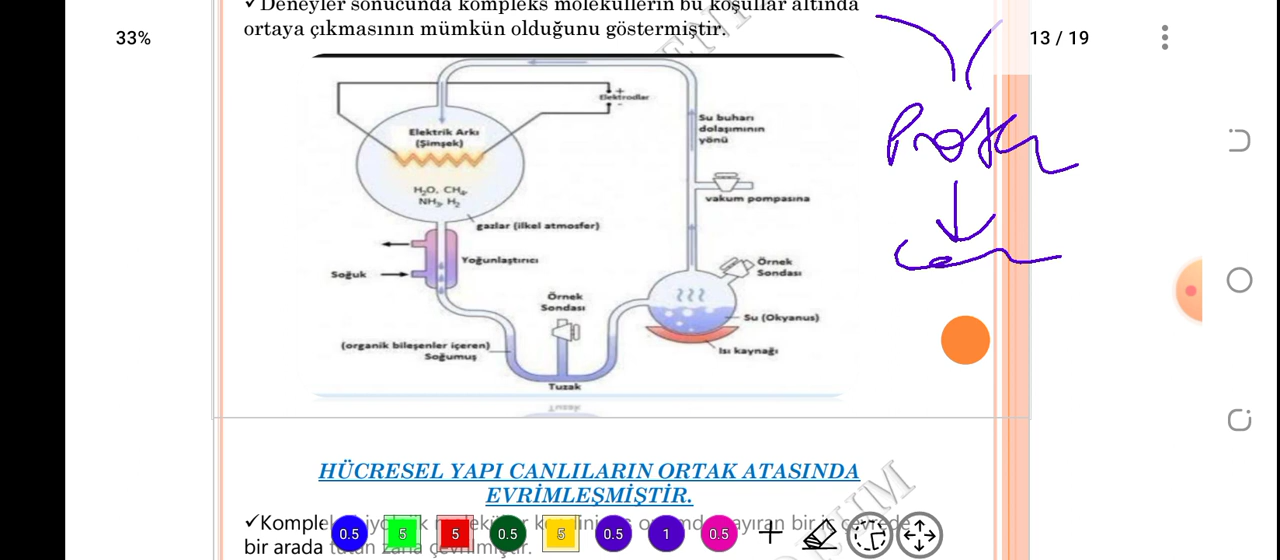 ✓Deneyler sonucunda kompleks moleküllerin bu koşullar altında
33%
ortaya çıkmasının mümkün olduğunu göstermiştir.
13 / 19
+
Elektrodlar
-
Su buharı
dolaşımının
yönü
Elektrik Arkı
(Şimşek)
H₂O, CH₄,
NH₃, H₂
vakum pompasına
gazlar (ilkel atmosfer)
Yoğunlaştırıcı
Soğuk
Örnek
Sondası
Örnek
Sondası
Su (Okyanus)
(organik bileşenler içeren)
Soğumuş
Isı kaynağı
Tuzak
HÜCRESEL YAPI CANLILARIN ORTAK ATASINDA
EVRİMLEŞMİŞTİR.
bir arada
0.5 5 5 0.5 5 0.5 1 0.5